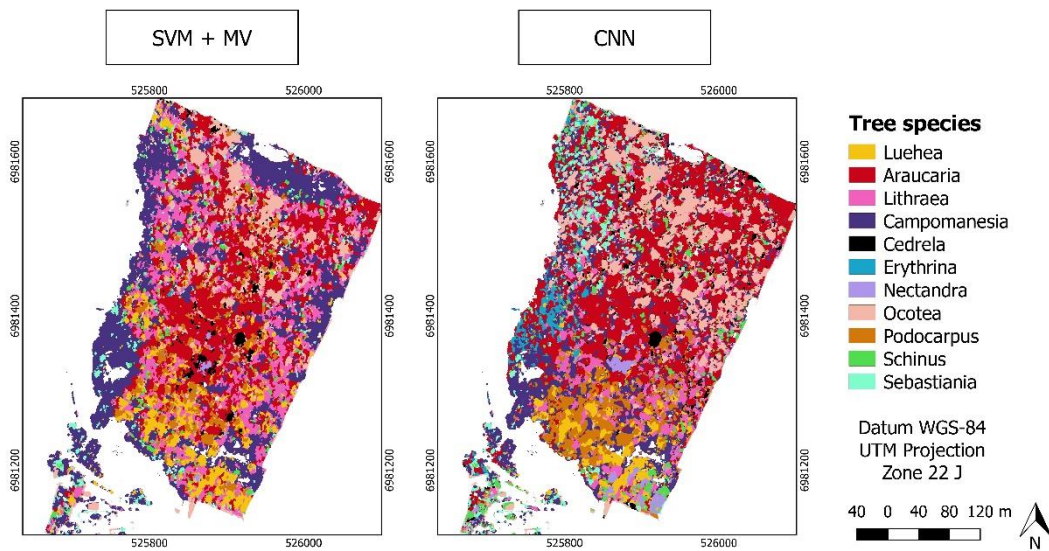 SVM + MV
CNN
525800
526000
525800
526000
6981600
6981400
6981200
6981600
6981400
6981200
525800
526000
525800
526000
Tree species
Luehea
Araucaria
Lithraea
Campomanesia
Cedrela
Erythrina
Nectandra
Ocotea
Podocarpus
Schinus
Sebastiania
Datum WGS-84
UTM Projection
Zone 22 J
40 0 40 80 120 m
N